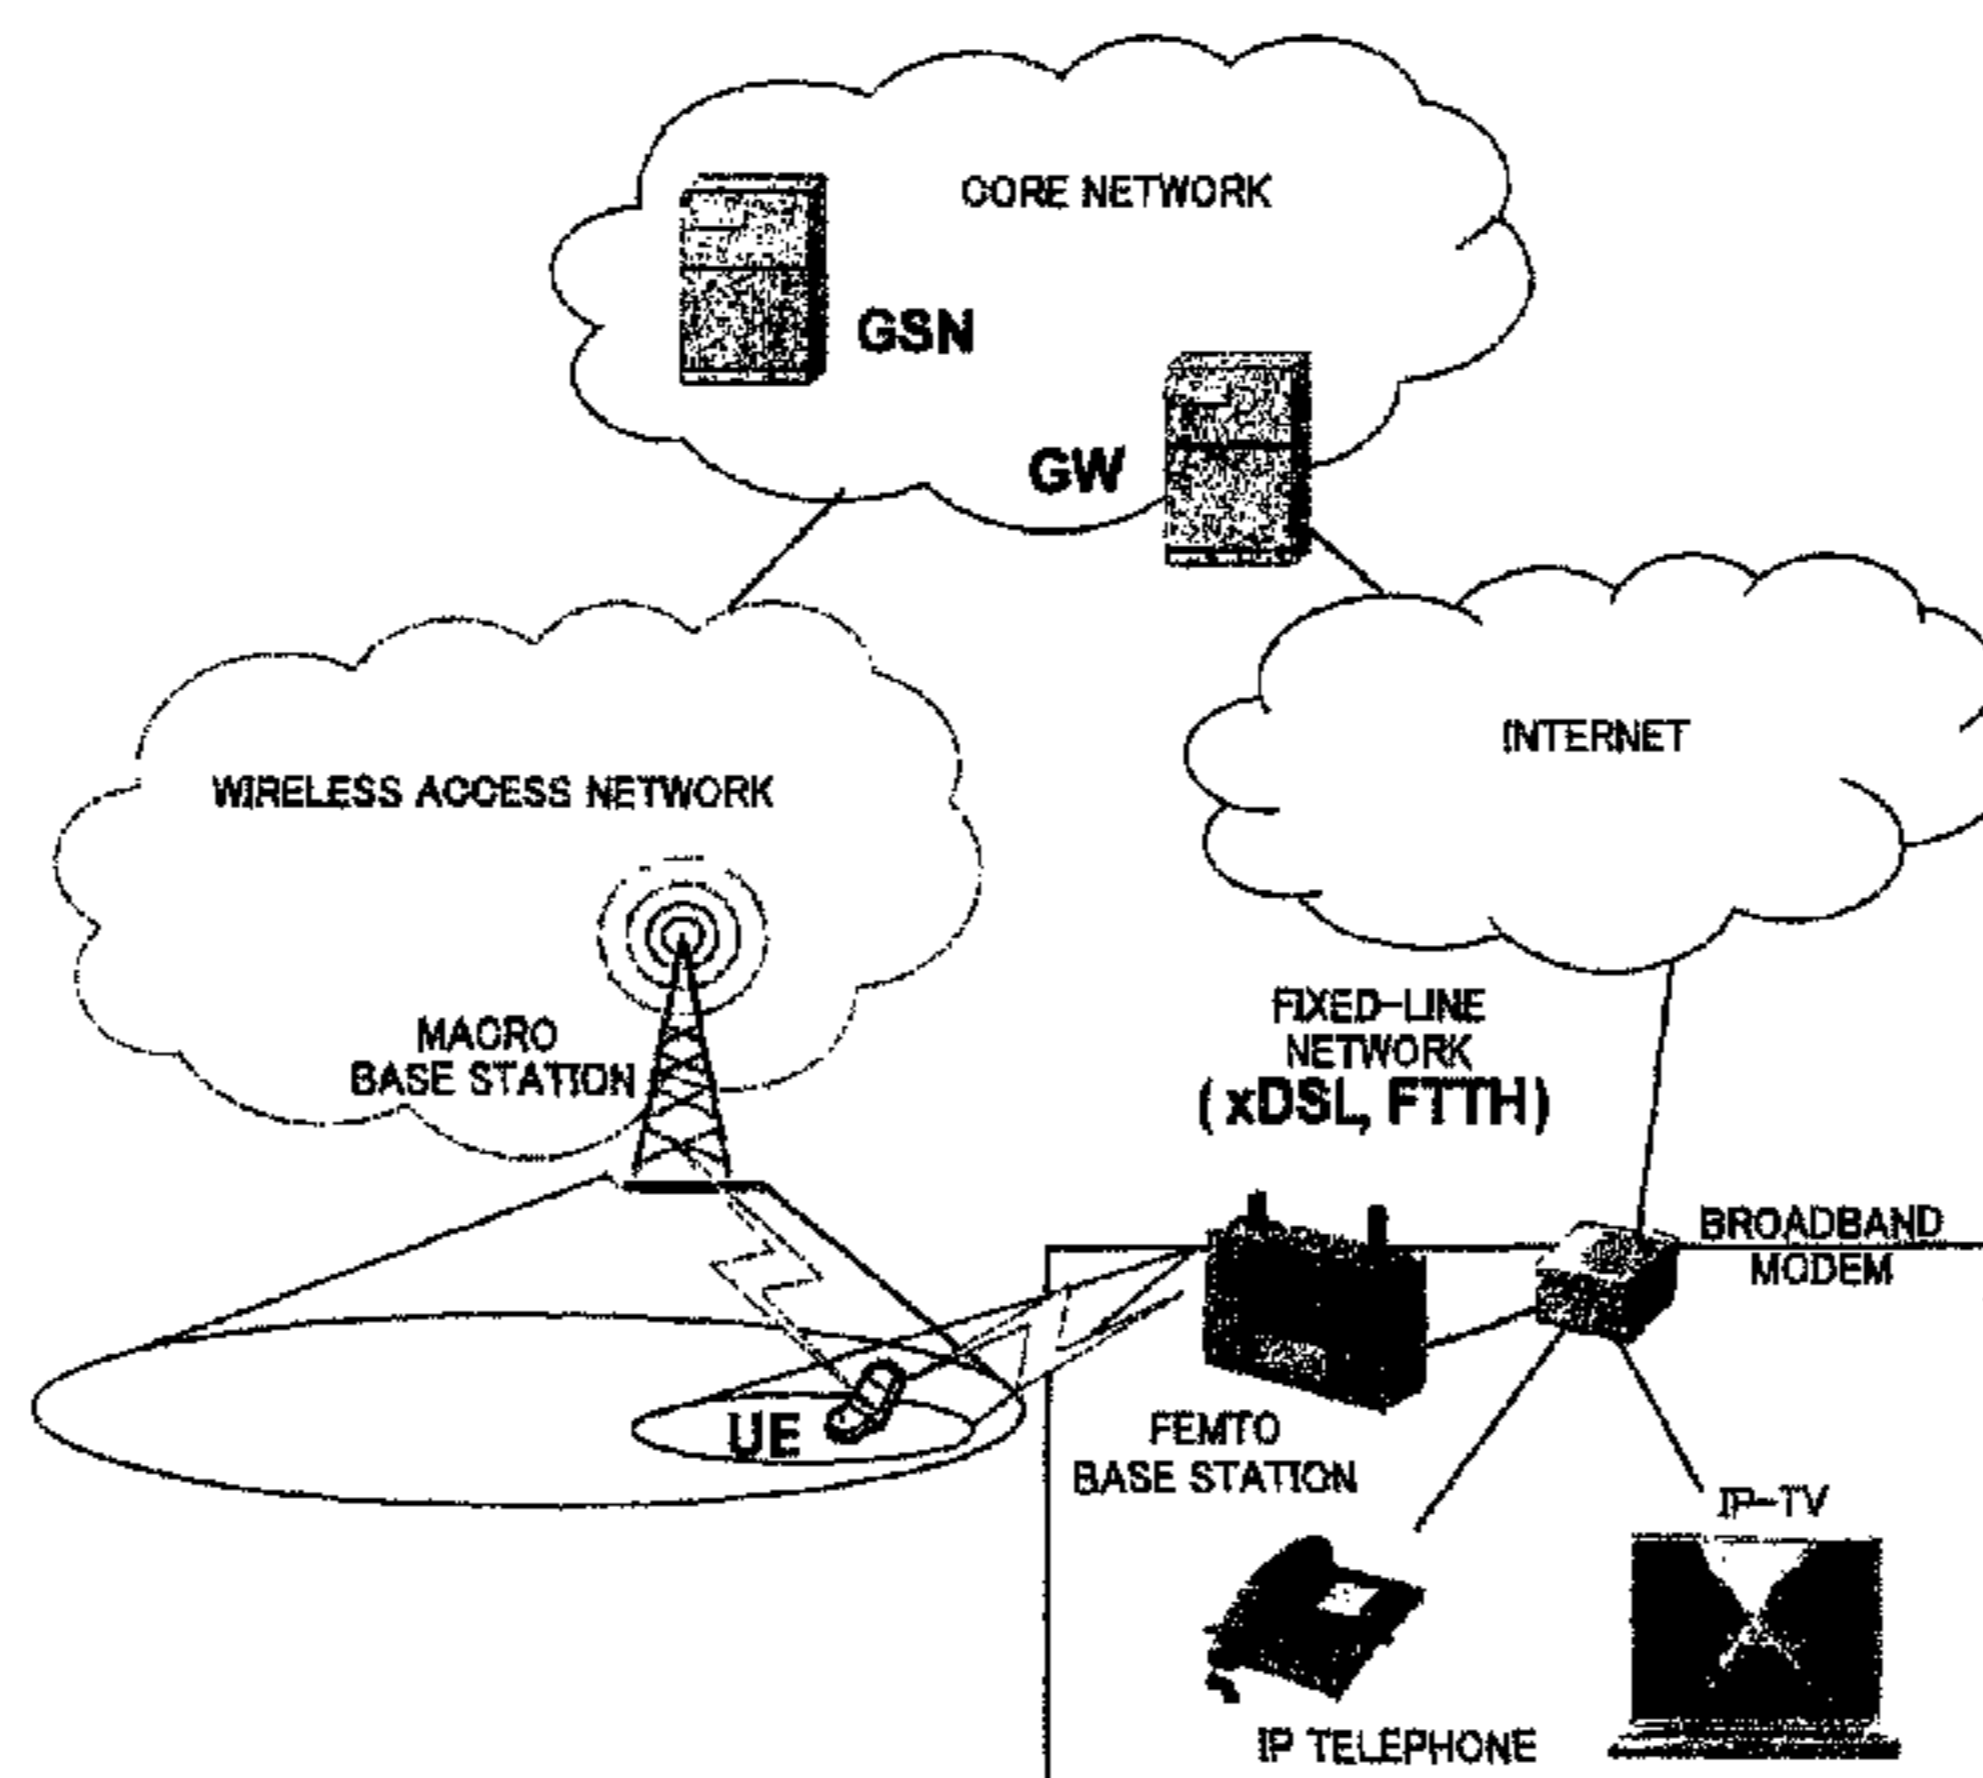 CORE NETWORK
GSN
GW
INTERNET
WIRELESS ACCESS NETWORK
MACRO
BASE STATION
FIXED-LINE
NETWORK
( xDSL, FTTH)
BROADBAND
MODEM
UE
FEMTO
BASE STATION
IP-TV
IP TELEPHONE